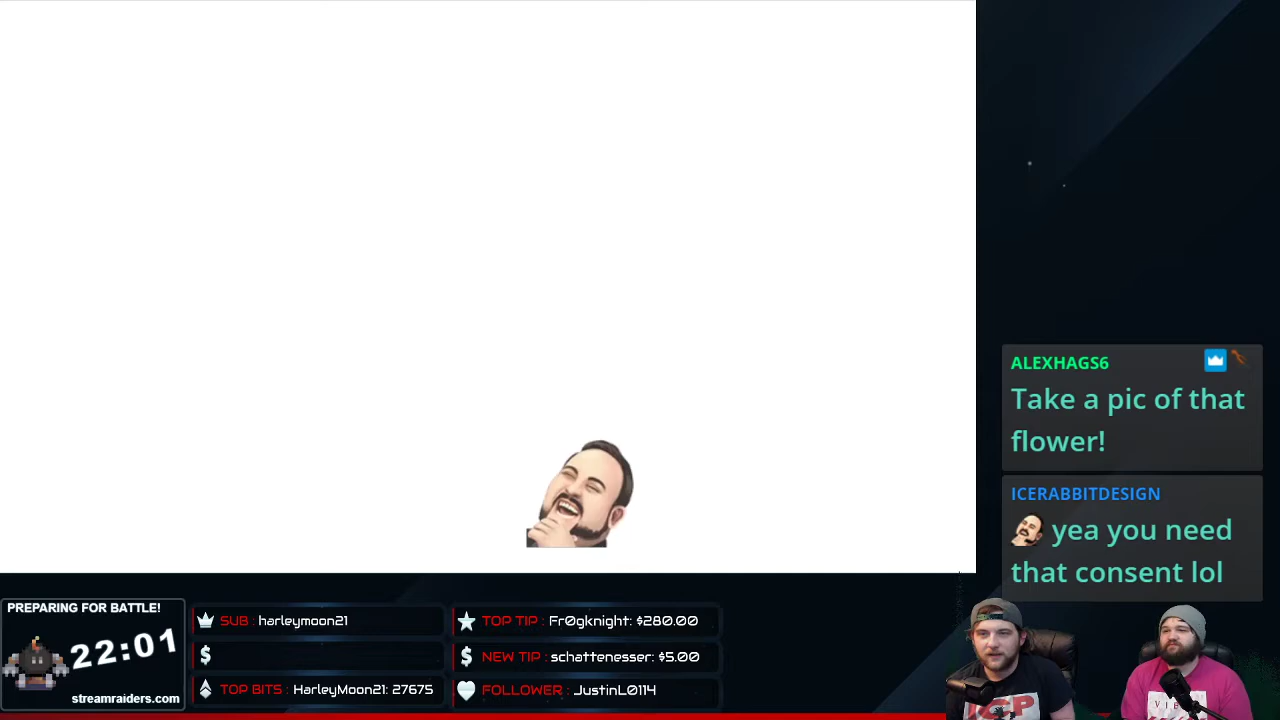 ALEXHAGS6
Take a pic of that
flower!
ICERABBITDESIGN
yea you need
that consent lol
PREPARING FOR BATTLE!
22:01
streamraiders.com
SUB : harleymoon21
$
TOP BITS : HarleyMoon21: 27675
TOP TIP : Fr0gknight: $280.00
$ NEW TIP : schattenesser: $5.00
FOLLOWER : JustinL0114